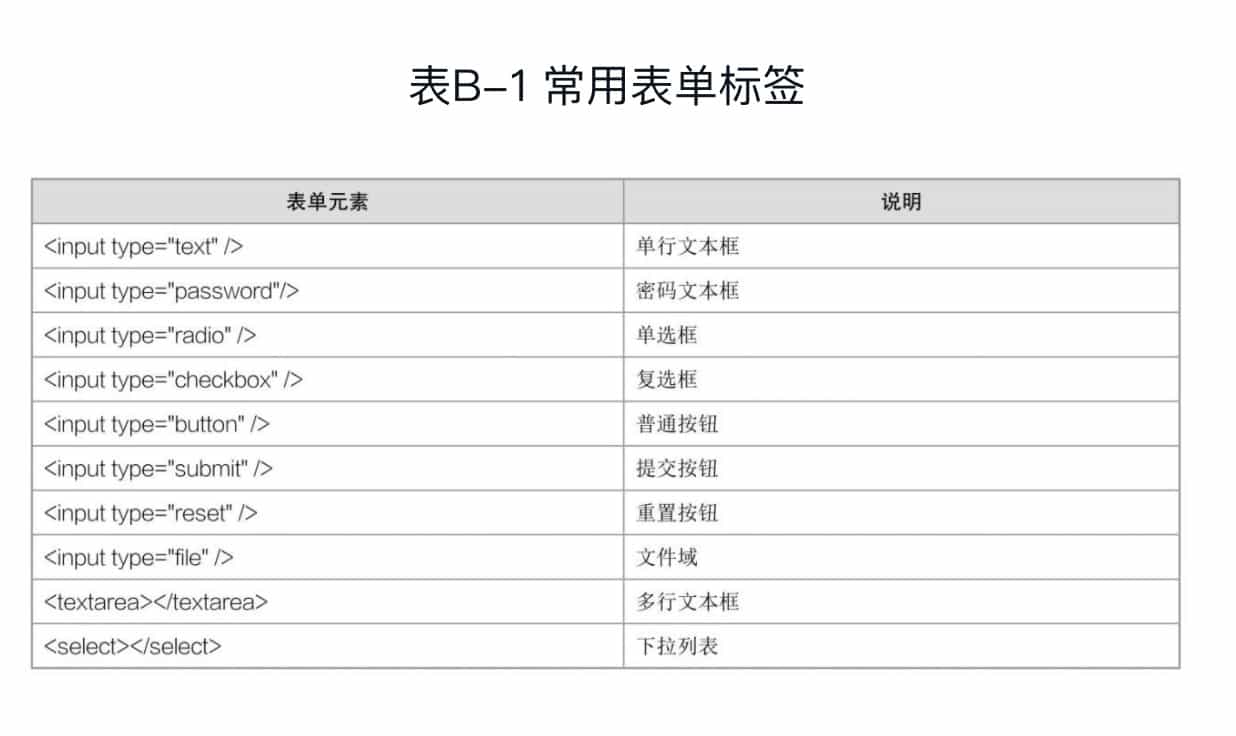 表B-1 常用表单标签
表单元素 说明
<input type="text" /> 单行文本框
<input type="password"/> 密码文本框
<input type="radio" /> 单选框
<input type="checkbox" /> 复选框
<input type="button" /> 普通按钮
<input type="submit" /> 提交按钮
<input type="reset" /> 重置按钮
<input type="file" /> 文件域
<textarea></textarea> 多行文本框
<select></select> 下拉列表